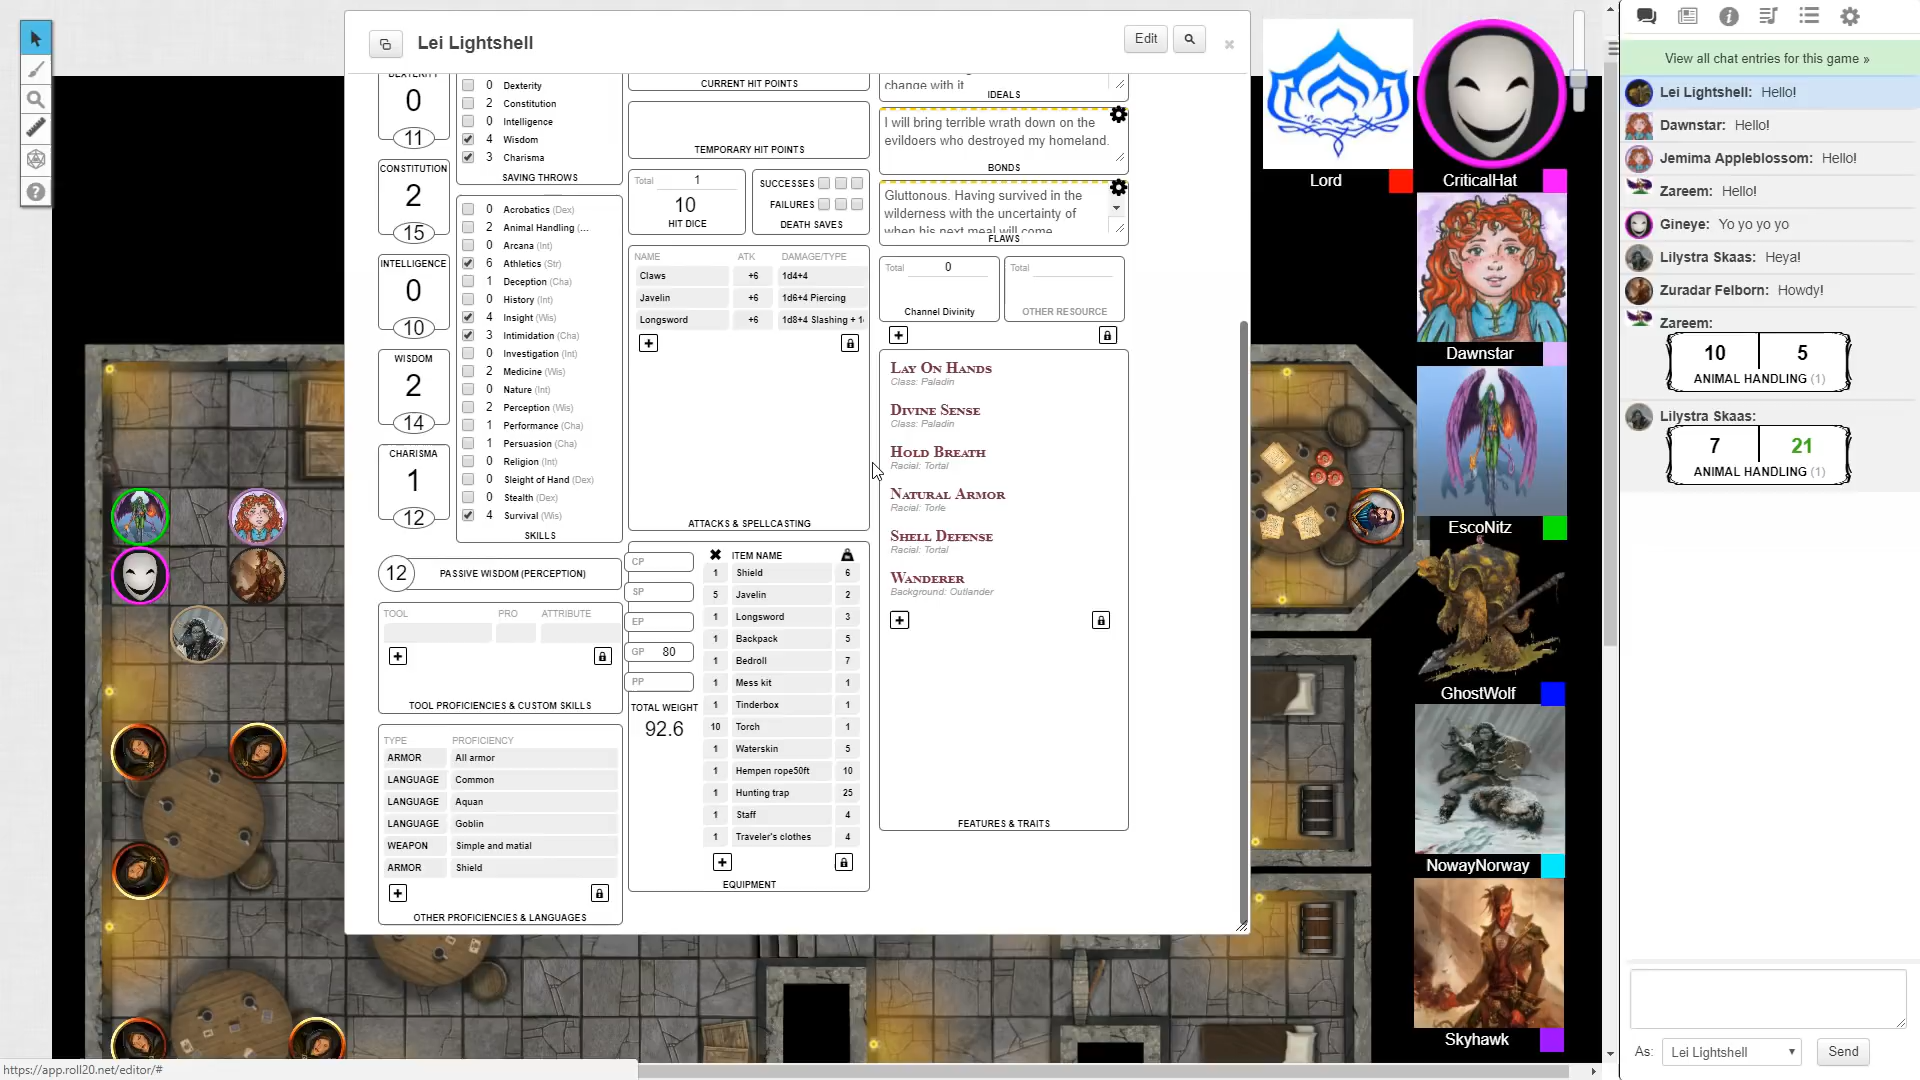 Lei Lightshell
Edit
DEXTERITY
0
11
CONSTITUTION
2
15
INTELLIGENCE
0
10
WISDOM
2
14
CHARISMA
1
12
0 Dexterity
2 Constitution
0 Intelligence
4 Wisdom
3 Charisma
SAVING THROWS
0 Acrobatics (Dex)
2 Animal Handling (...
0 Arcana (Int)
6 Athletics (Str)
1 Deception (Cha)
0 History (Int)
4 Insight (Wis)
3 Intimidation (Cha)
0 Investigation (Int)
2 Medicine (Wis)
0 Nature (Int)
2 Perception (Wis)
1 Performance (Cha)
1 Persuasion (Cha)
0 Religion (Int)
0 Sleight of Hand (Dex)
0 Stealth (Dex)
4 Survival (Wis)
SKILLS
12 PASSIVE WISDOM (PERCEPTION)
TOOL PRO ATTRIBUTE
TOOL PROFICIENCIES & CUSTOM SKILLS
TYPE PROFICIENCY
ARMOR All armor
LANGUAGE Common
LANGUAGE Aquan
LANGUAGE Goblin
WEAPON Simple and matial
ARMOR Shield
OTHER PROFICIENCIES & LANGUAGES
CURRENT HIT POINTS
TEMPORARY HIT POINTS
Total 1
10
HIT DICE
SUCCESSES
FAILURES
DEATH SAVES
NAME ATK DAMAGE/TYPE
Claws +6 1d4+4
Javelin +6 1d6+4 Piercing
Longsword +6 1d8+4 Slashing + 1
ATTACKS & SPELLCASTING
CP
SP
EP
GP 80
PP
TOTAL WEIGHT
92.6
ITEM NAME
1 Shield 6
5 Javelin 2
1 Longsword 3
1 Backpack 5
1 Bedroll 7
1 Mess kit 1
1 Tinderbox 1
10 Torch 1
1 Waterskin 5
1 Hempen rope50ft 10
1 Hunting trap 25
1 Staff 4
1 Traveler's clothes 4
EQUIPMENT
change with it
IDEALS
I will bring terrible wrath down on the
evildoers who destroyed my homeland.
BONDS
Gluttonous. Having survived in the
wilderness with the uncertainty of
when his next meal will come
FLAWS
Total 0
Channel Divinity
Total
OTHER RESOURCE
LAY ON HANDS
Class: Paladin
DIVINE SENSE
Class: Paladin
HOLD BREATH
Racial: Tortal
NATURAL ARMOR
Racial: Torle
SHELL DEFENSE
Racial: Tortal
WANDERER
Background: Outlander
FEATURES & TRAITS
Lord
CriticalHat
Dawnstar
EscoNitz
GhostWolf
NowayNorway
Skyhawk
View all chat entries for this game »
Lei Lightshell: Hello!
Dawnstar: Hello!
Jemima Appleblossom: Hello!
Zareem: Hello!
Gineye: Yo yo yo yo
Lilystra Skaas: Heya!
Zuradar Felborn: Howdy!
Zareem:
10 5
ANIMAL HANDLING (1)
Lilystra Skaas:
7 21
ANIMAL HANDLING (1)
As: Lei Lightshell Send
https://app.roll20.net/editor/#